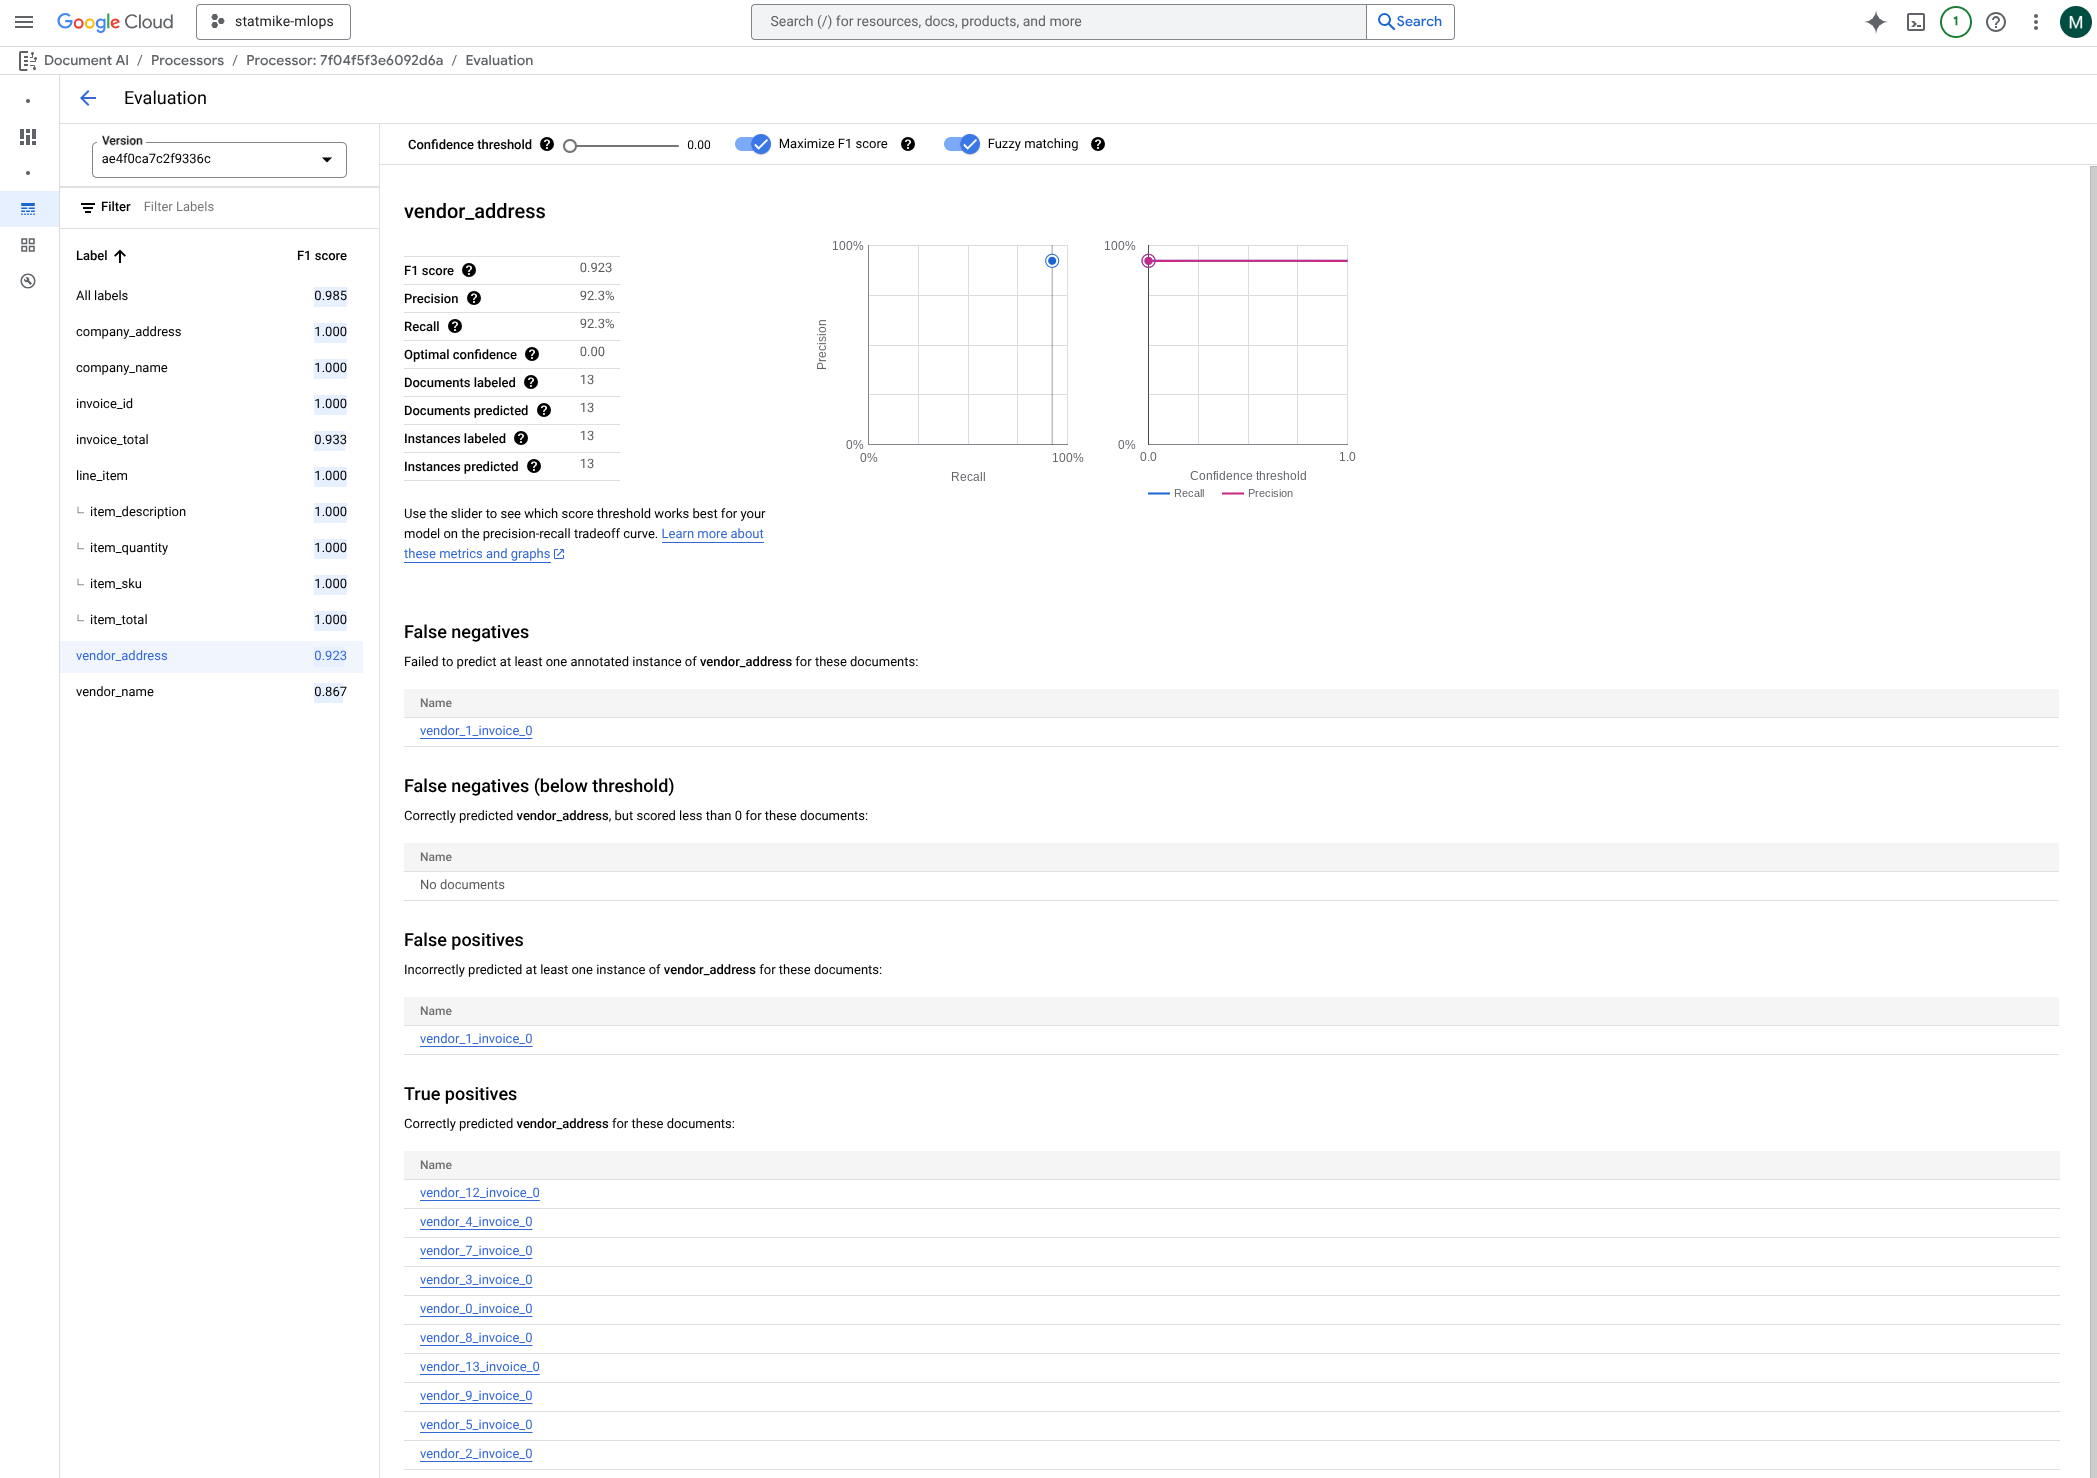 Google Cloud
statmike-mlops
Search (/) for resources, docs, products, and more
Search
1
M
Document AI / Processors / Processor: 7f04f5f3e6092d6a / Evaluation
Evaluation
Version
ae4f0ca7c2f9336c
Filter Filter Labels
Label F1 score
All labels 0.985
company_address 1.000
company_name 1.000
invoice_id 1.000
invoice_total 0.933
line_item 1.000
item_description 1.000
item_quantity 1.000
item_sku 1.000
item_total 1.000
vendor_address 0.923
vendor_name 0.867
Confidence threshold 0.00 Maximize F1 score Fuzzy matching
vendor_address
F1 score 0.923
Precision 92.3%
Recall 92.3%
Optimal confidence 0.00
Documents labeled 13
Documents predicted 13
Instances labeled 13
Instances predicted 13
100%
Precision
0%
0% 100%
Recall
100%
0%
0.0 1.0
Confidence threshold
Recall Precision
Use the slider to see which score threshold works best for your
model on the precision-recall tradeoff curve. Learn more about
these metrics and graphs
False negatives
Failed to predict at least one annotated instance of vendor_address for these documents:
Name
vendor_1_invoice_0
False negatives (below threshold)
Correctly predicted vendor_address, but scored less than 0 for these documents:
Name
No documents
False positives
Incorrectly predicted at least one instance of vendor_address for these documents:
Name
vendor_1_invoice_0
True positives
Correctly predicted vendor_address for these documents:
Name
vendor_12_invoice_0
vendor_4_invoice_0
vendor_7_invoice_0
vendor_3_invoice_0
vendor_0_invoice_0
vendor_8_invoice_0
vendor_13_invoice_0
vendor_9_invoice_0
vendor_5_invoice_0
vendor_2_invoice_0